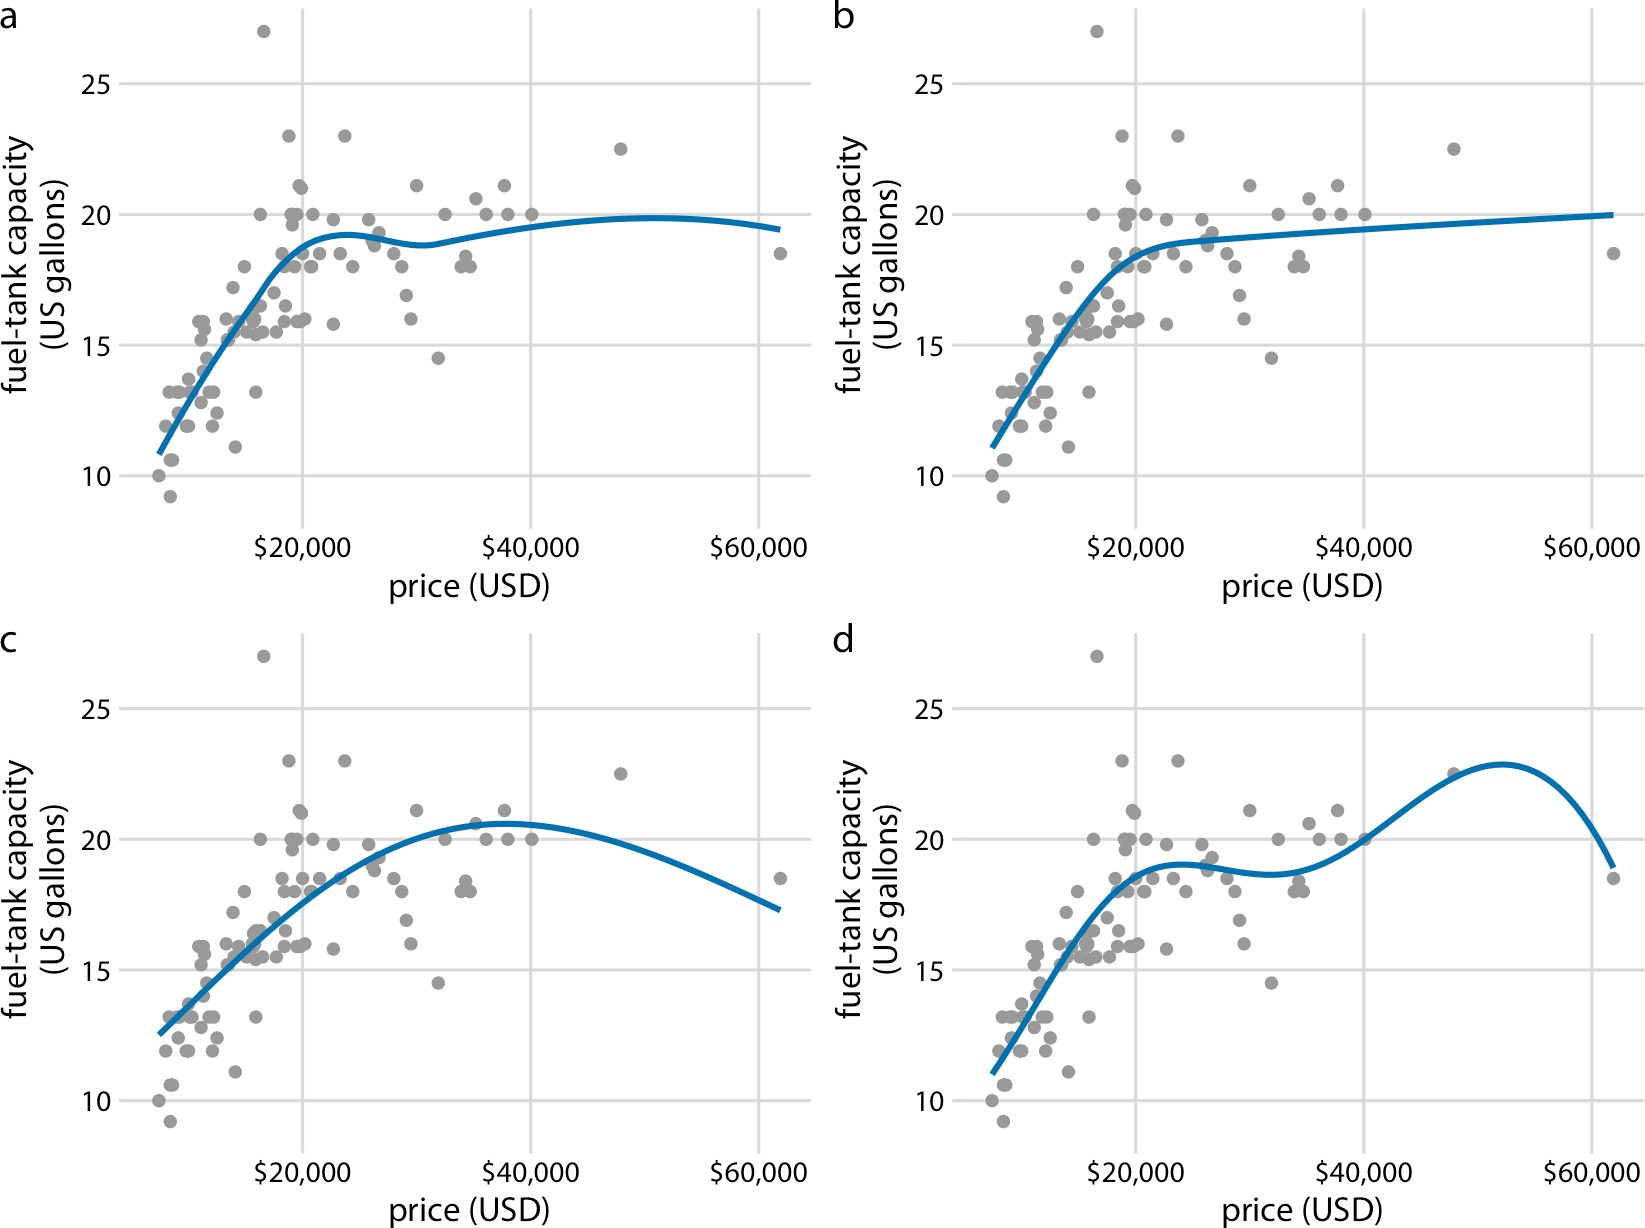 a
fuel-tank capacity
(US gallons)
25
20
15
10
$20,000
$40,000
$60,000
price (USD)
b
fuel-tank capacity
(US gallons)
25
20
15
10
$20,000
$40,000
$60,000
price (USD)
c
fuel-tank capacity
(US gallons)
25
20
15
10
$20,000
$40,000
$60,000
price (USD)
d
fuel-tank capacity
(US gallons)
25
20
15
10
$20,000
$40,000
$60,000
price (USD)